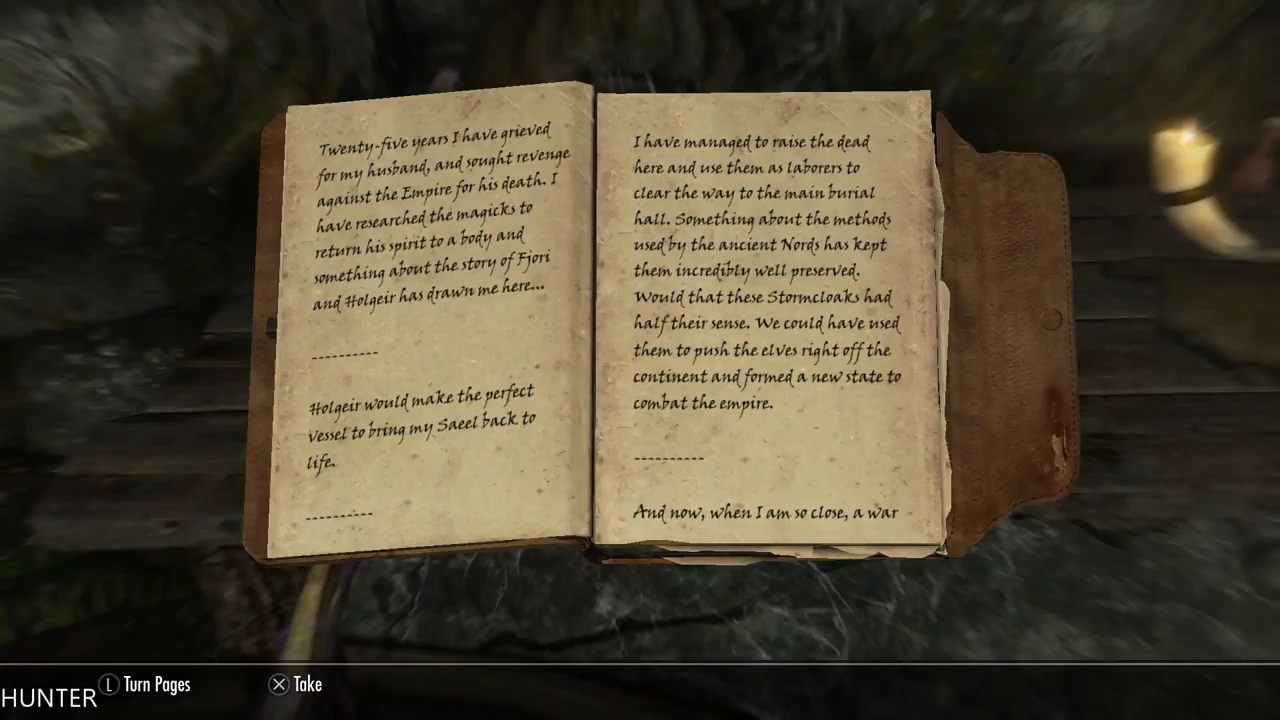 Twenty-five years I have grieved
for my husband, and sought revenge
against the Empire for his death. I
have researched the magicks to
return his spirit to a body and
something about the story of Fjori
and Holgeir has drawn me here...
----------
Holgeir would make the perfect
vessel to bring my Saeel back to
life.
----------
I have managed to raise the dead
here and use them as laborers to
clear the way to the main burial
hall. Something about the methods
used by the ancient Nords has kept
them incredibly well preserved.
Would that these Stormcloaks had
half their sense. We could have used
them to push the elves right off the
continent and formed a new state to
combat the empire.
----------
And now, when I am so close, a war
HUNTER
L Turn Pages
X Take